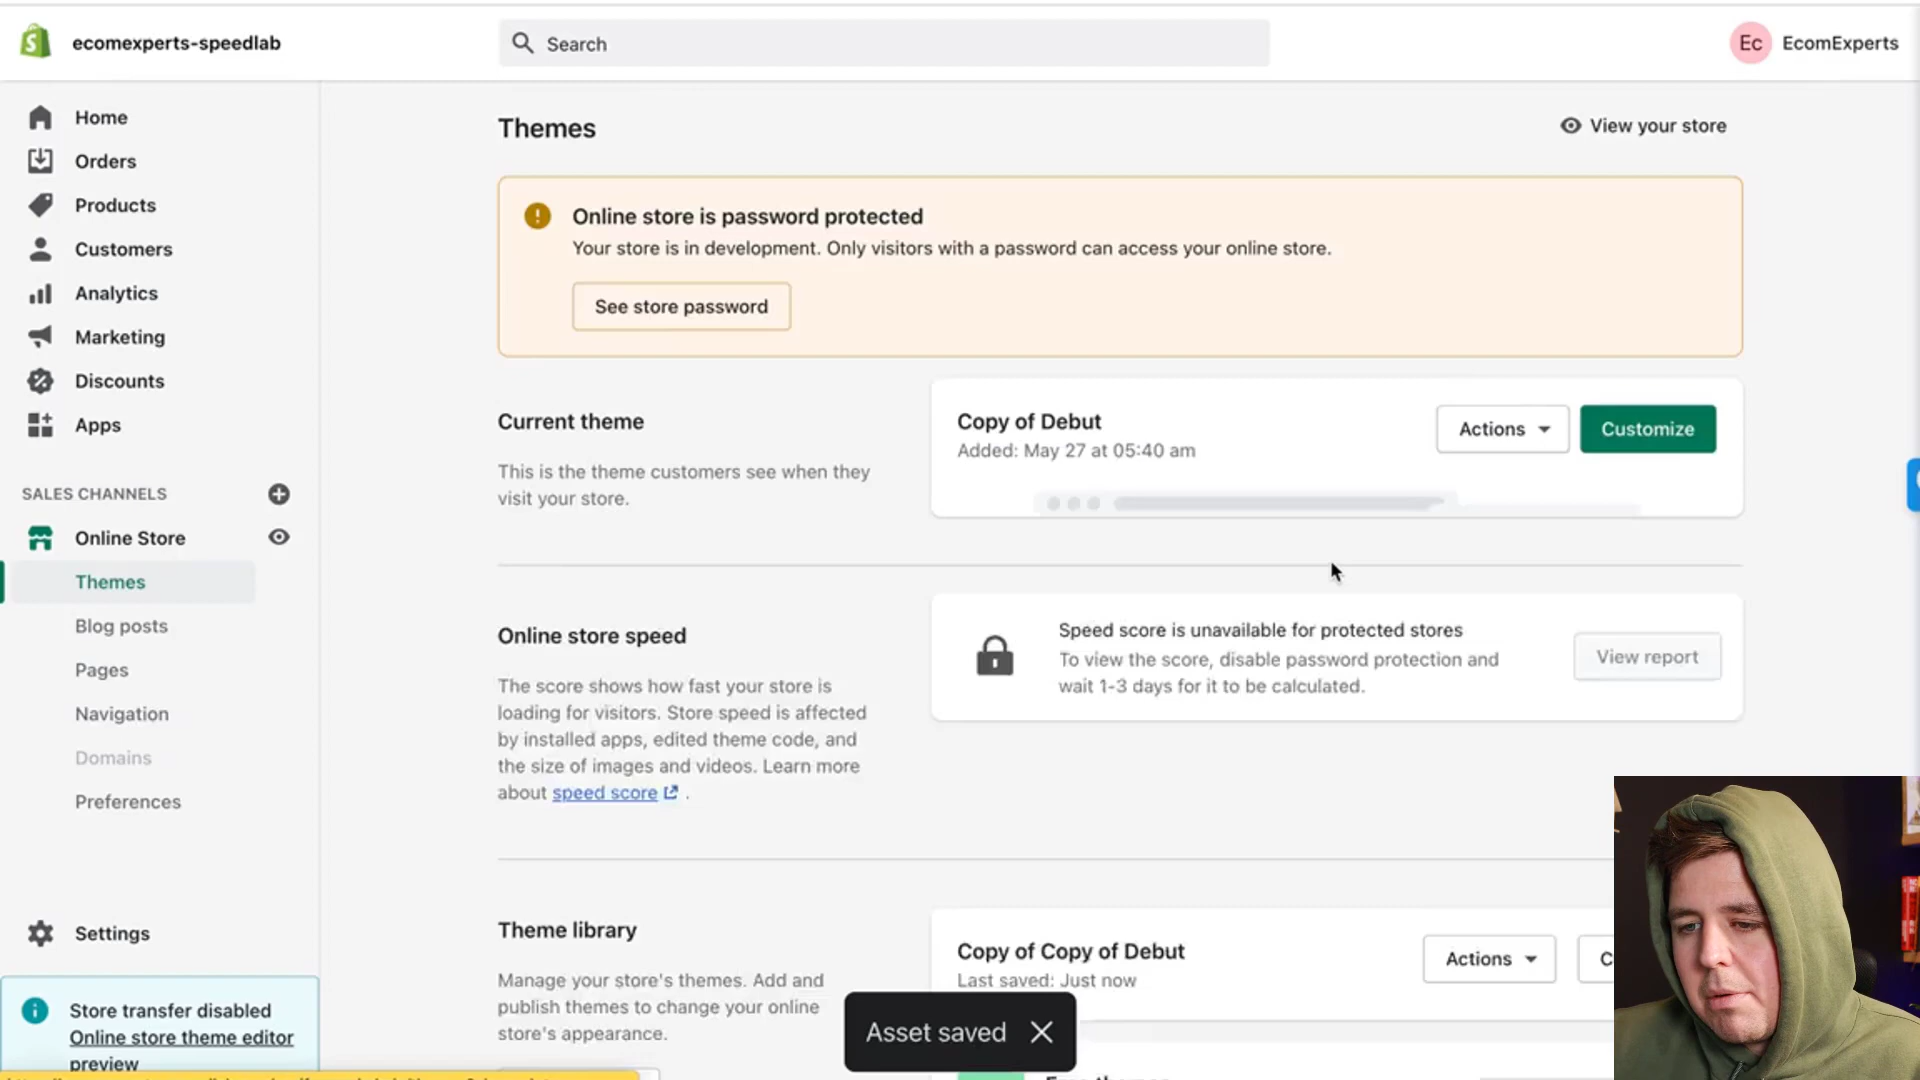 ecomexperts-speedlab
Search
Ec EcomExperts
Home
Orders
Products
Customers
Analytics
Marketing
Discounts
Apps
SALES CHANNELS
Online Store
Themes
Blog posts
Pages
Navigation
Domains
Preferences
Settings
Store transfer disabled
Online store theme editor
preview
Themes
View your store
Online store is password protected
Your store is in development. Only visitors with a password can access your online store.
See store password
Current theme
This is the theme customers see when they
visit your store.
Copy of Debut
Added: May 27 at 05:40 am
Actions
Customize
Online store speed
The score shows how fast your store is
loading for visitors. Store speed is affected
by installed apps, edited theme code, and
the size of images and videos. Learn more
about speed score .
Speed score is unavailable for protected stores
To view the score, disable password protection and
wait 1-3 days for it to be calculated.
View report
Theme library
Manage your store's themes. Add and
publish themes to change your online
store's appearance.
Copy of Copy of Debut
Last saved: Just now
Actions
C
Asset saved